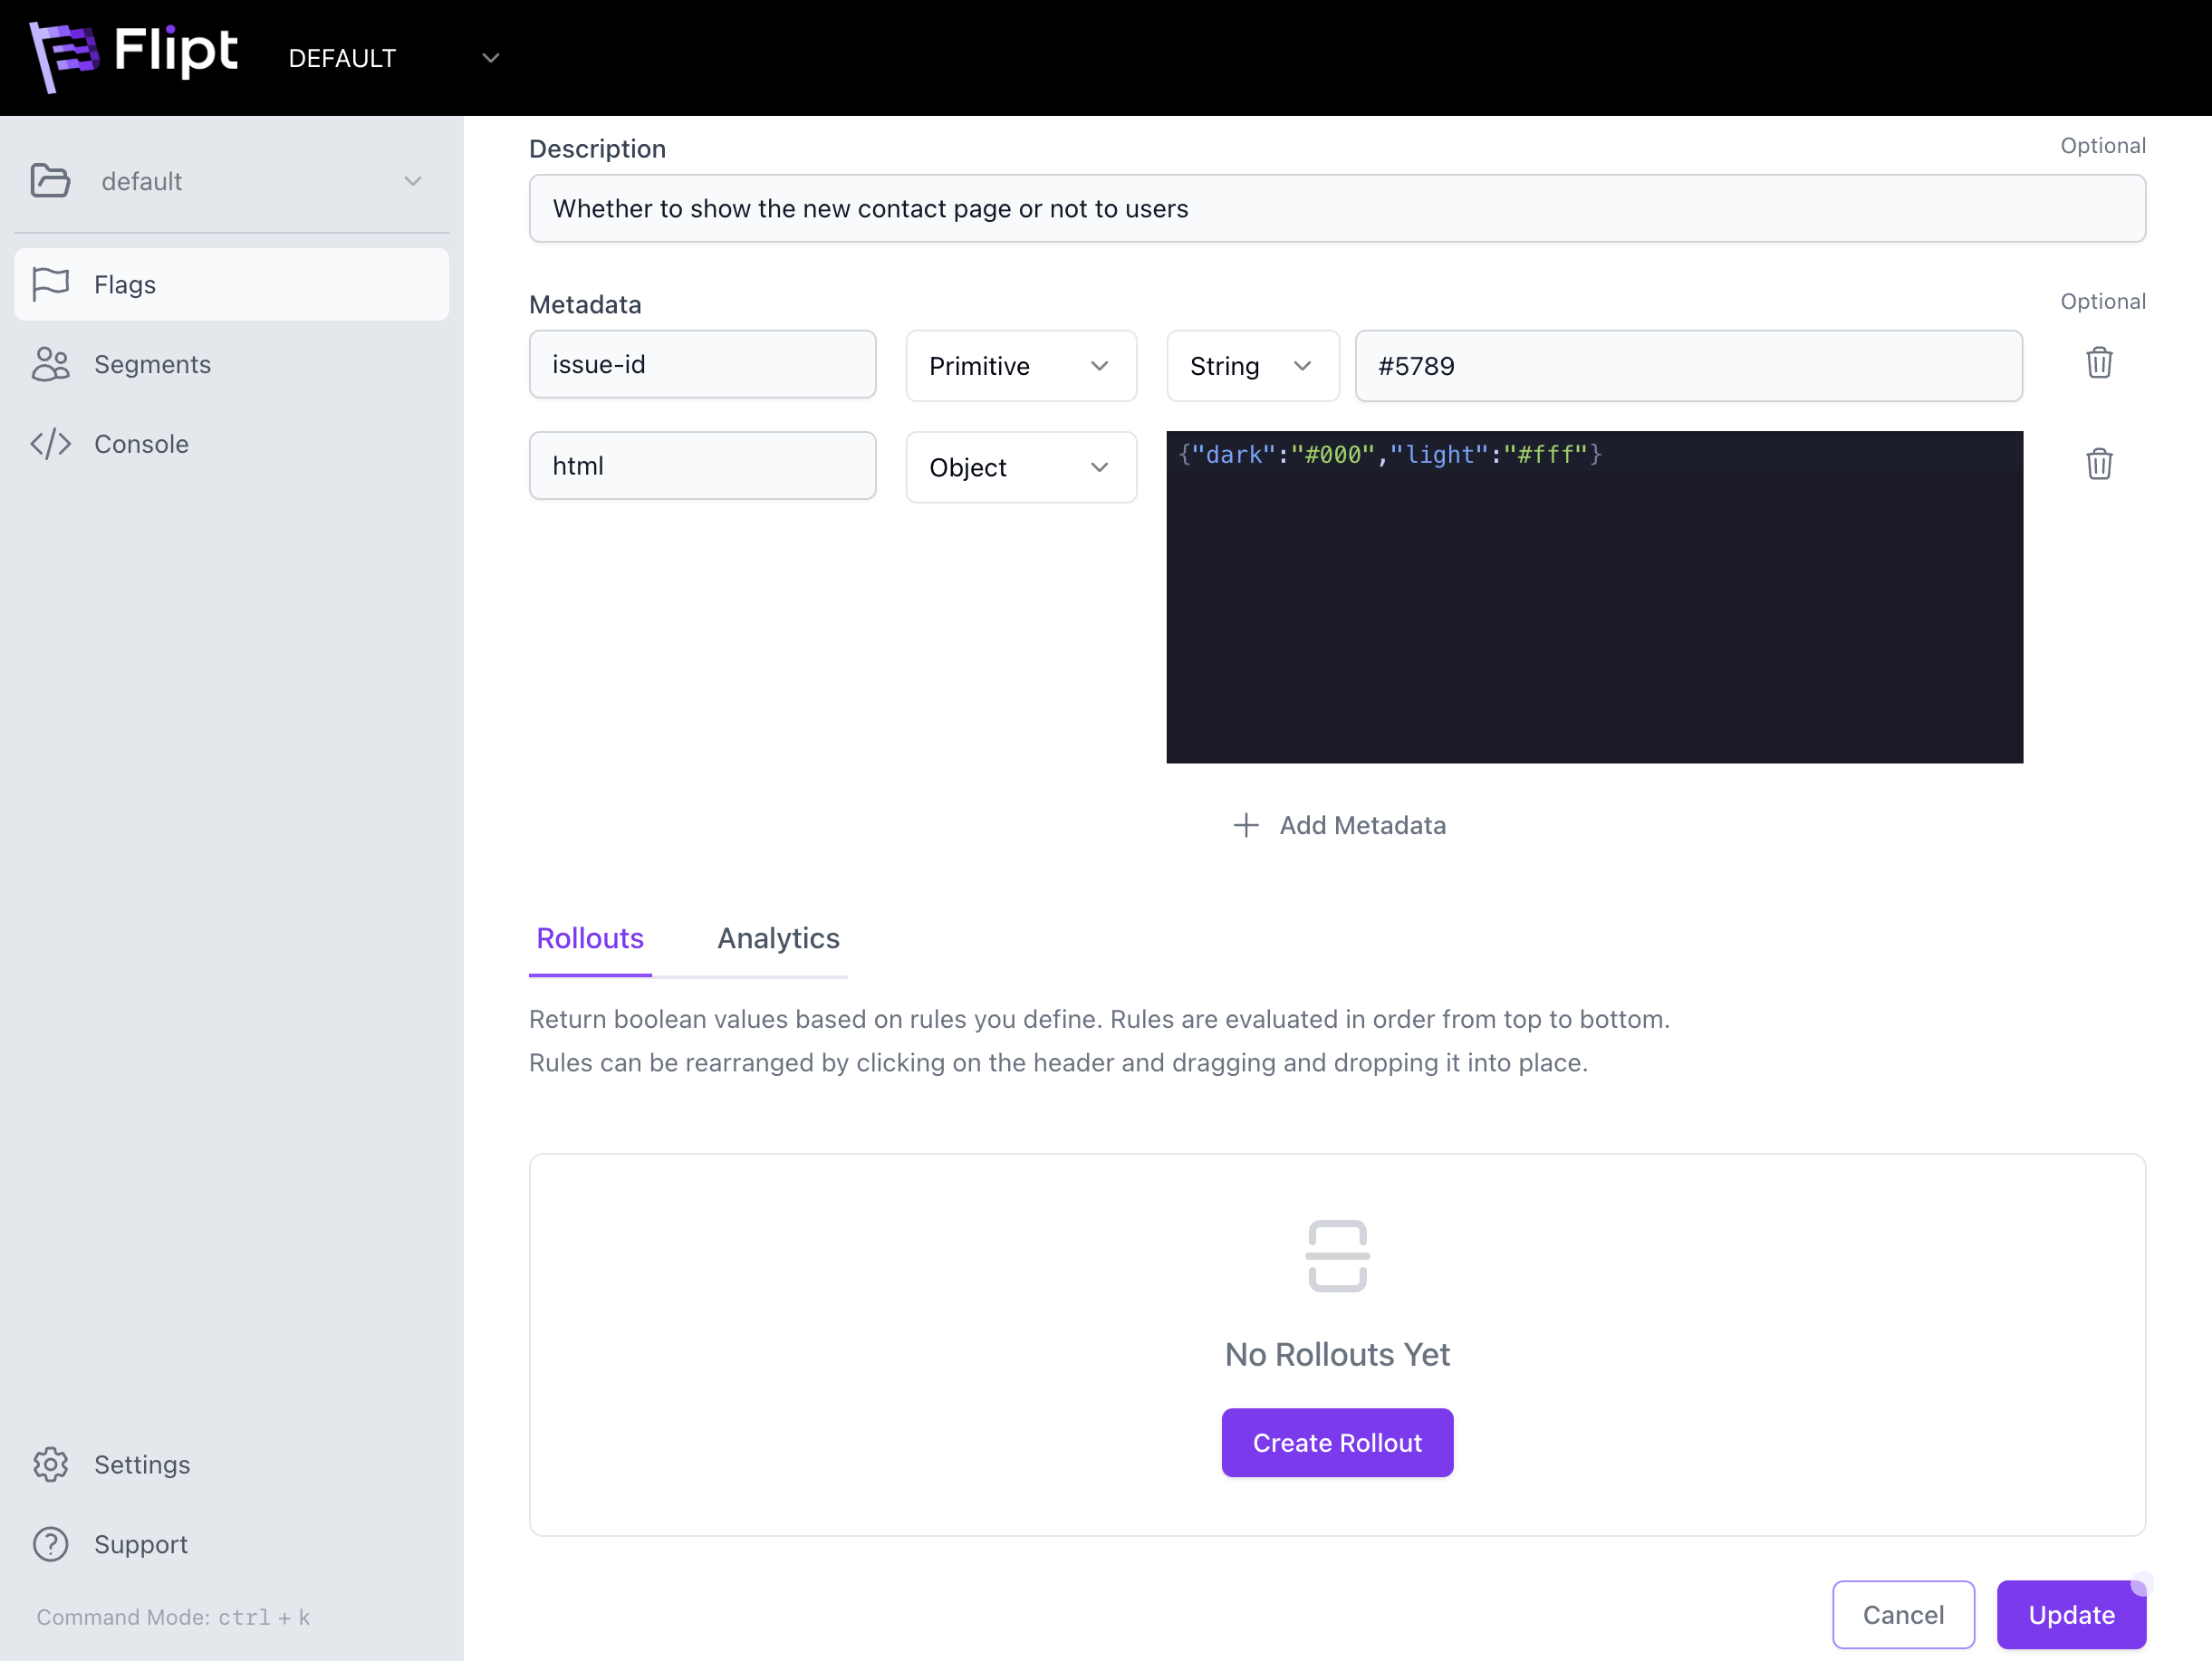 Flipt
DEFAULT
default
Flags
Segments
Console
Settings
Support
Command Mode: ctrl + k
Description
Optional
Whether to show the new contact page or not to users
Metadata
Optional
issue-id
Primitive
String
#5789
html
Object
{"dark":"#000","light":"#fff"}
Add Metadata
Rollouts
Analytics
Return boolean values based on rules you define. Rules are evaluated in order from top to bottom.
Rules can be rearranged by clicking on the header and dragging and dropping it into place.
No Rollouts Yet
Create Rollout
Cancel
Update